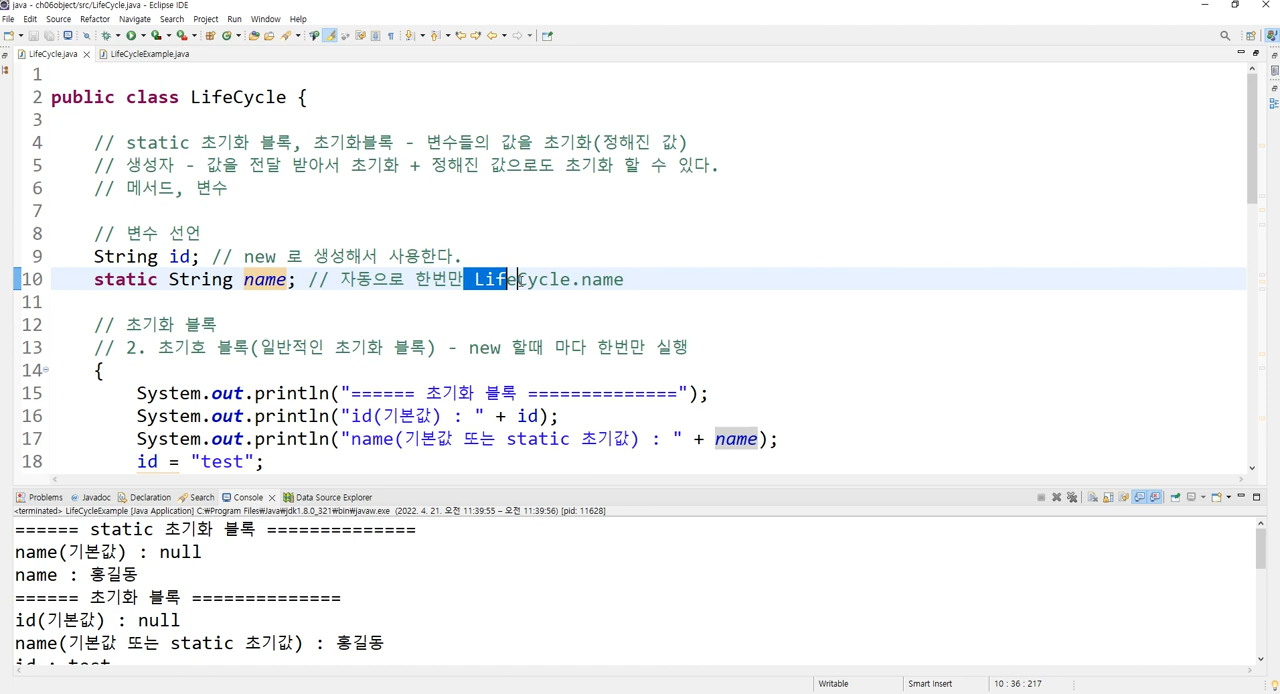 java - ch06object/src/LifeCycle.java - Eclipse IDE
File Edit Source Refactor Navigate Search Project Run Window Help
LifeCycle.java LifeCycleExample.java
1
2 public class LifeCycle {
3
4 // static 초기화 블록, 초기화블록 - 변수들의 값을 초기화(정해진 값)
5 // 생성자 - 값을 전달 받아서 초기화 + 정해진 값으로도 초기화 할 수 있다.
6 // 메서드, 변수
7
8 // 변수 선언
9 String id; // new 로 생성해서 사용한다.
10 static String name; // 자동으로 한번만 LifeCycle.name
11
12 // 초기화 블록
13 // 2. 초기호 블록(일반적인 초기화 블록) - new 할때 마다 한번만 실행
14 {
15 System.out.println("====== 초기화 블록 ==============");
16 System.out.println("id(기본값) : " + id);
17 System.out.println("name(기본값 또는 static 초기값) : " + name);
18 id = "test";
Problems Javadoc Declaration Search Console Data Source Explorer
<terminated> LifeCycleExample [Java Application] C:₩Program Files₩Java₩jdk1.8.0_321₩bin₩javaw.exe (2022. 4. 21. 오전 11:39:55 – 오전 11:39:56) [pid: 11628]
====== static 초기화 블록 ==============
name(기본값) : null
name : 홍길동
====== 초기화 블록 ==============
id(기본값) : null
name(기본값 또는 static 초기값) : 홍길동
id : test
Writable Smart Insert 10 : 36 : 217